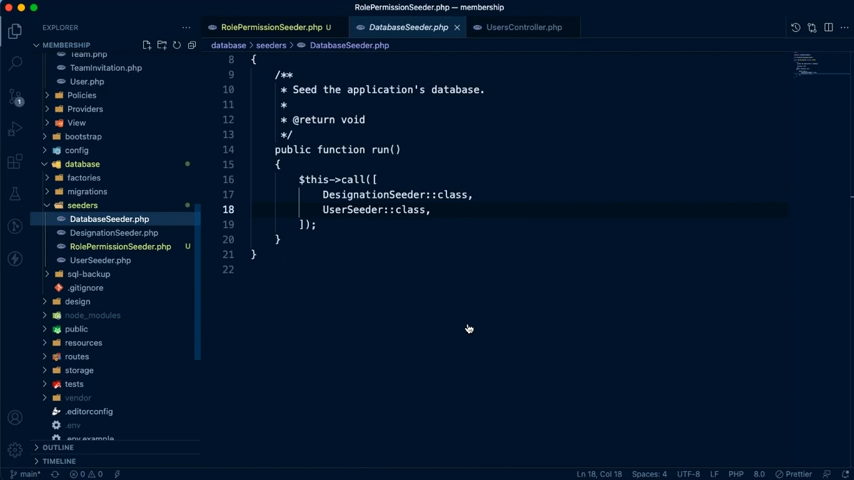 RolePermissionSeeder.php — membership
EXPLORER
RolePermissionSeeder.php U
DatabaseSeeder.php
UsersController.php
MEMBERSHIP
database > seeders > DatabaseSeeder.php
Team.php
TeamInvitation.php
User.php
Policies
Providers
View
bootstrap
config
database
factories
migrations
seeders
DatabaseSeeder.php
DesignationSeeder.php
RolePermissionSeeder.php U
UserSeeder.php
sql-backup
.gitignore
design
node_modules
public
resources
routes
storage
tests
vendor
.editorconfig
.env
.env.example
OUTLINE
TIMELINE
1
8 {
9 /**
10 * Seed the application's database.
11 *
12 * @return void
13 */
14 public function run()
15 {
16 $this->call([
17 DesignationSeeder::class,
18 UserSeeder::class,
19 ]);
20 }
21 }
22
main* 0 0 Ln 18, Col 18 Spaces: 4 UTF-8 LF PHP 8.0 Prettier